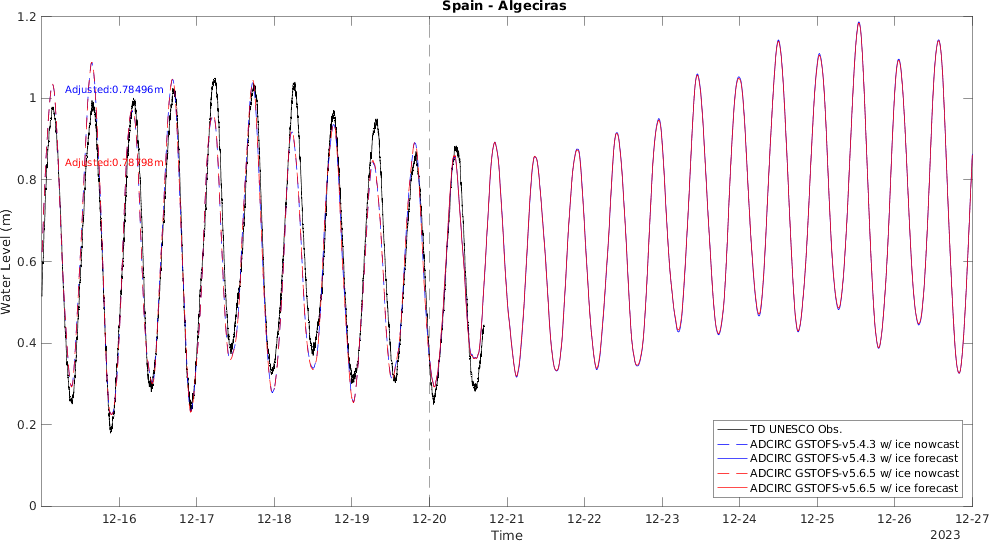 Spain - Algeciras
1.2
1
0.8
0.6
0.4
0.2
0
Water Level (m)
Adjusted:0.78496m
Adjusted:0.78798m
TD UNESCO Obs.
ADCIRC GSTOFS-v5.4.3 w/ ice nowcast
ADCIRC GSTOFS-v5.4.3 w/ ice forecast
ADCIRC GSTOFS-v5.6.5 w/ ice nowcast
ADCIRC GSTOFS-v5.6.5 w/ ice forecast
12-16 12-17 12-18 12-19 12-20 12-21 12-22 12-23 12-24 12-25 12-26 12-27
Time
2023